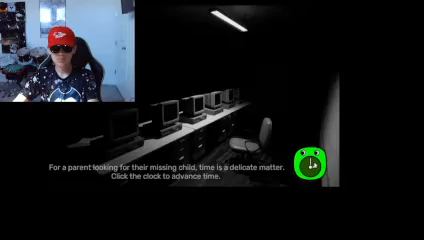 For a parent looking for their missing child, time is a delicate matter.
Click the clock to advance time.